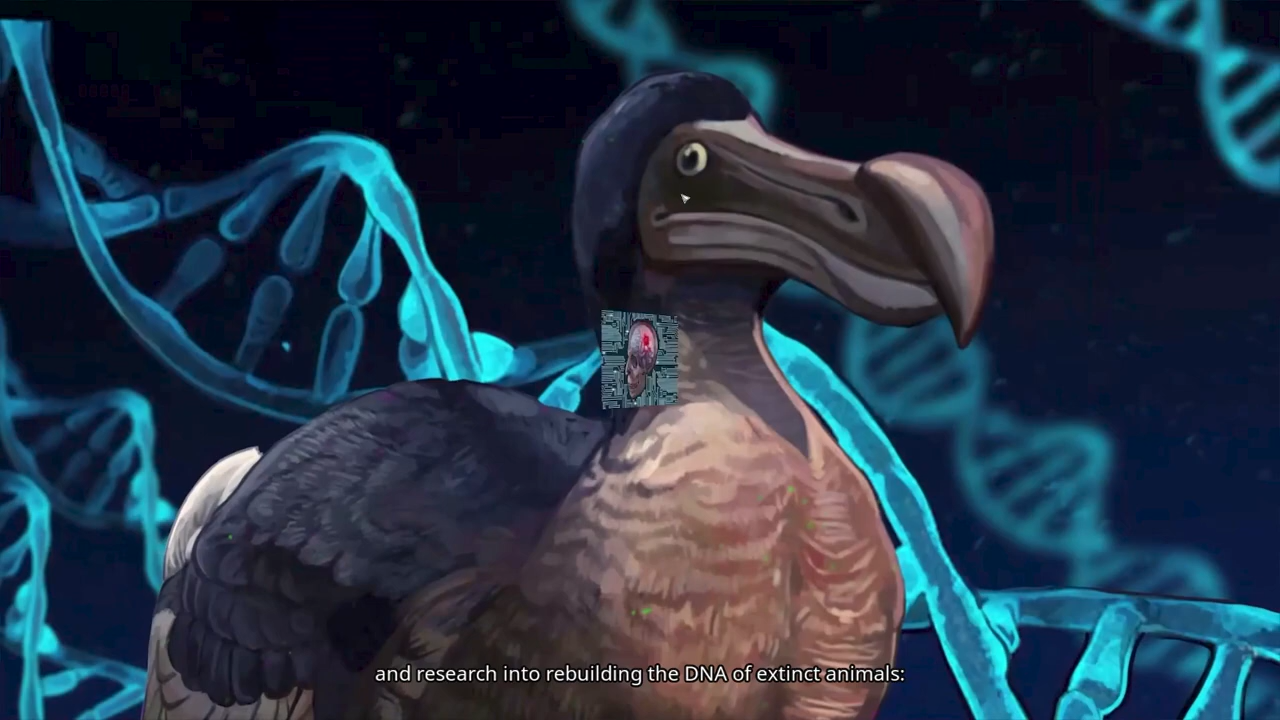 and research into rebuilding the DNA of extinct animals: